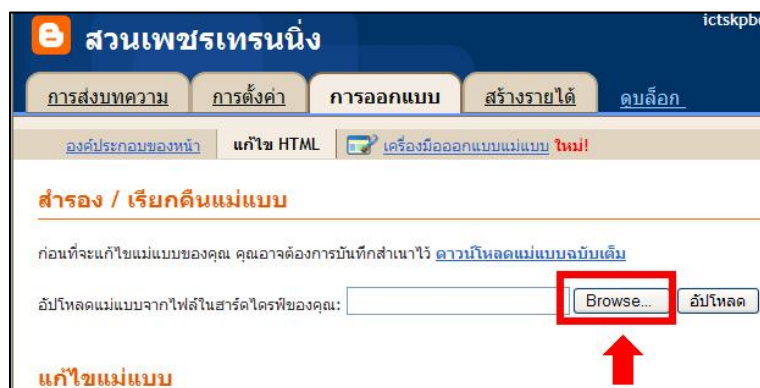 ictskpb
สวนเพชรเทรนนิ่ง
การส่งบทความ การตั้งค่า การออกแบบ สร้างรายได้ ดูบล็อก
องค์ประกอบของหน้า แก้ไข HTML เครื่องมือออกแบบแม่แบบ ใหม่!
สำรอง / เรียกคืนแม่แบบ
ก่อนที่จะแก้ไขแม่แบบของคุณ คุณอาจต้องการบันทึกสำเนาไว้ ดาวน์โหลดแม่แบบฉบับเต็ม
อัปโหลดแม่แบบจากไฟล์ในฮาร์ดไดรฟ์ของคุณ: Browse... อัปโหลด
แก้ไขแม่แบบ